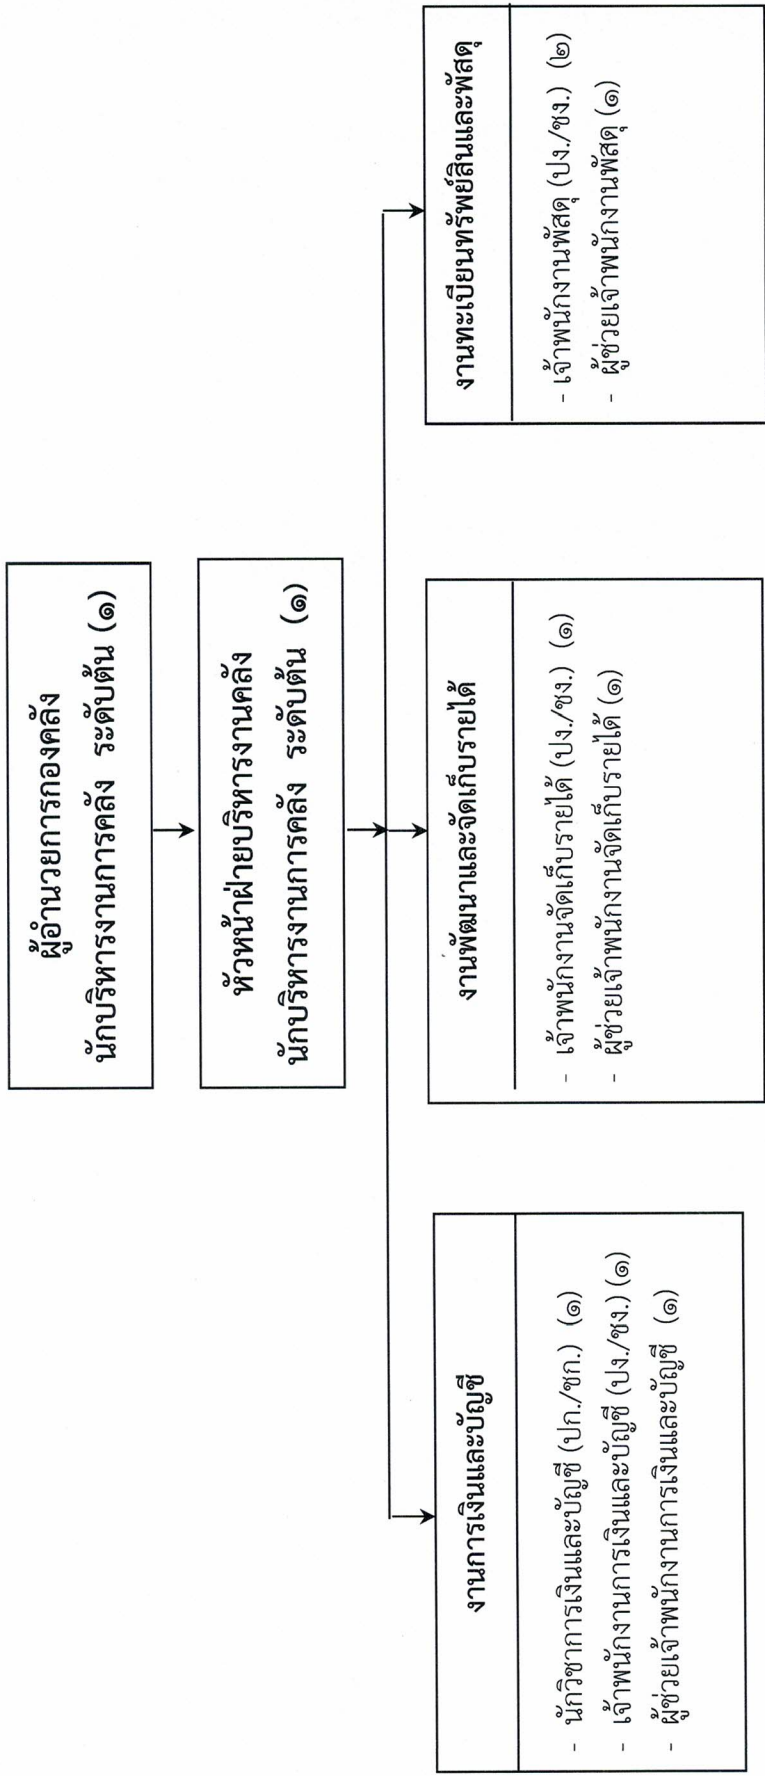 ผู้อำนวยการกองคลัง
นักบริหารงานการคลัง ระดับต้น (๑)
หัวหน้าฝ่ายบริหารงานคลัง
นักบริหารงานการคลัง ระดับต้น (๑)
งานการเงินและบัญชี
- นักวิชาการเงินและบัญชี (ปก./ชก.) (๑)
- เจ้าพนักงานการเงินและบัญชี (ปง./ชง.) (๑)
- ผู้ช่วยเจ้าพนักงานการเงินและบัญชี (๑)
งานพัฒนาและจัดเก็บรายได้
- เจ้าพนักงานจัดเก็บรายได้ (ปง./ชง.) (๑)
- ผู้ช่วยเจ้าพนักงานจัดเก็บรายได้ (๑)
งานทะเบียนทรัพย์สินและพัสดุ
- เจ้าพนักงานพัสดุ (ปง./ชง.) (๒)
- ผู้ช่วยเจ้าพนักงานพัสดุ (๑)